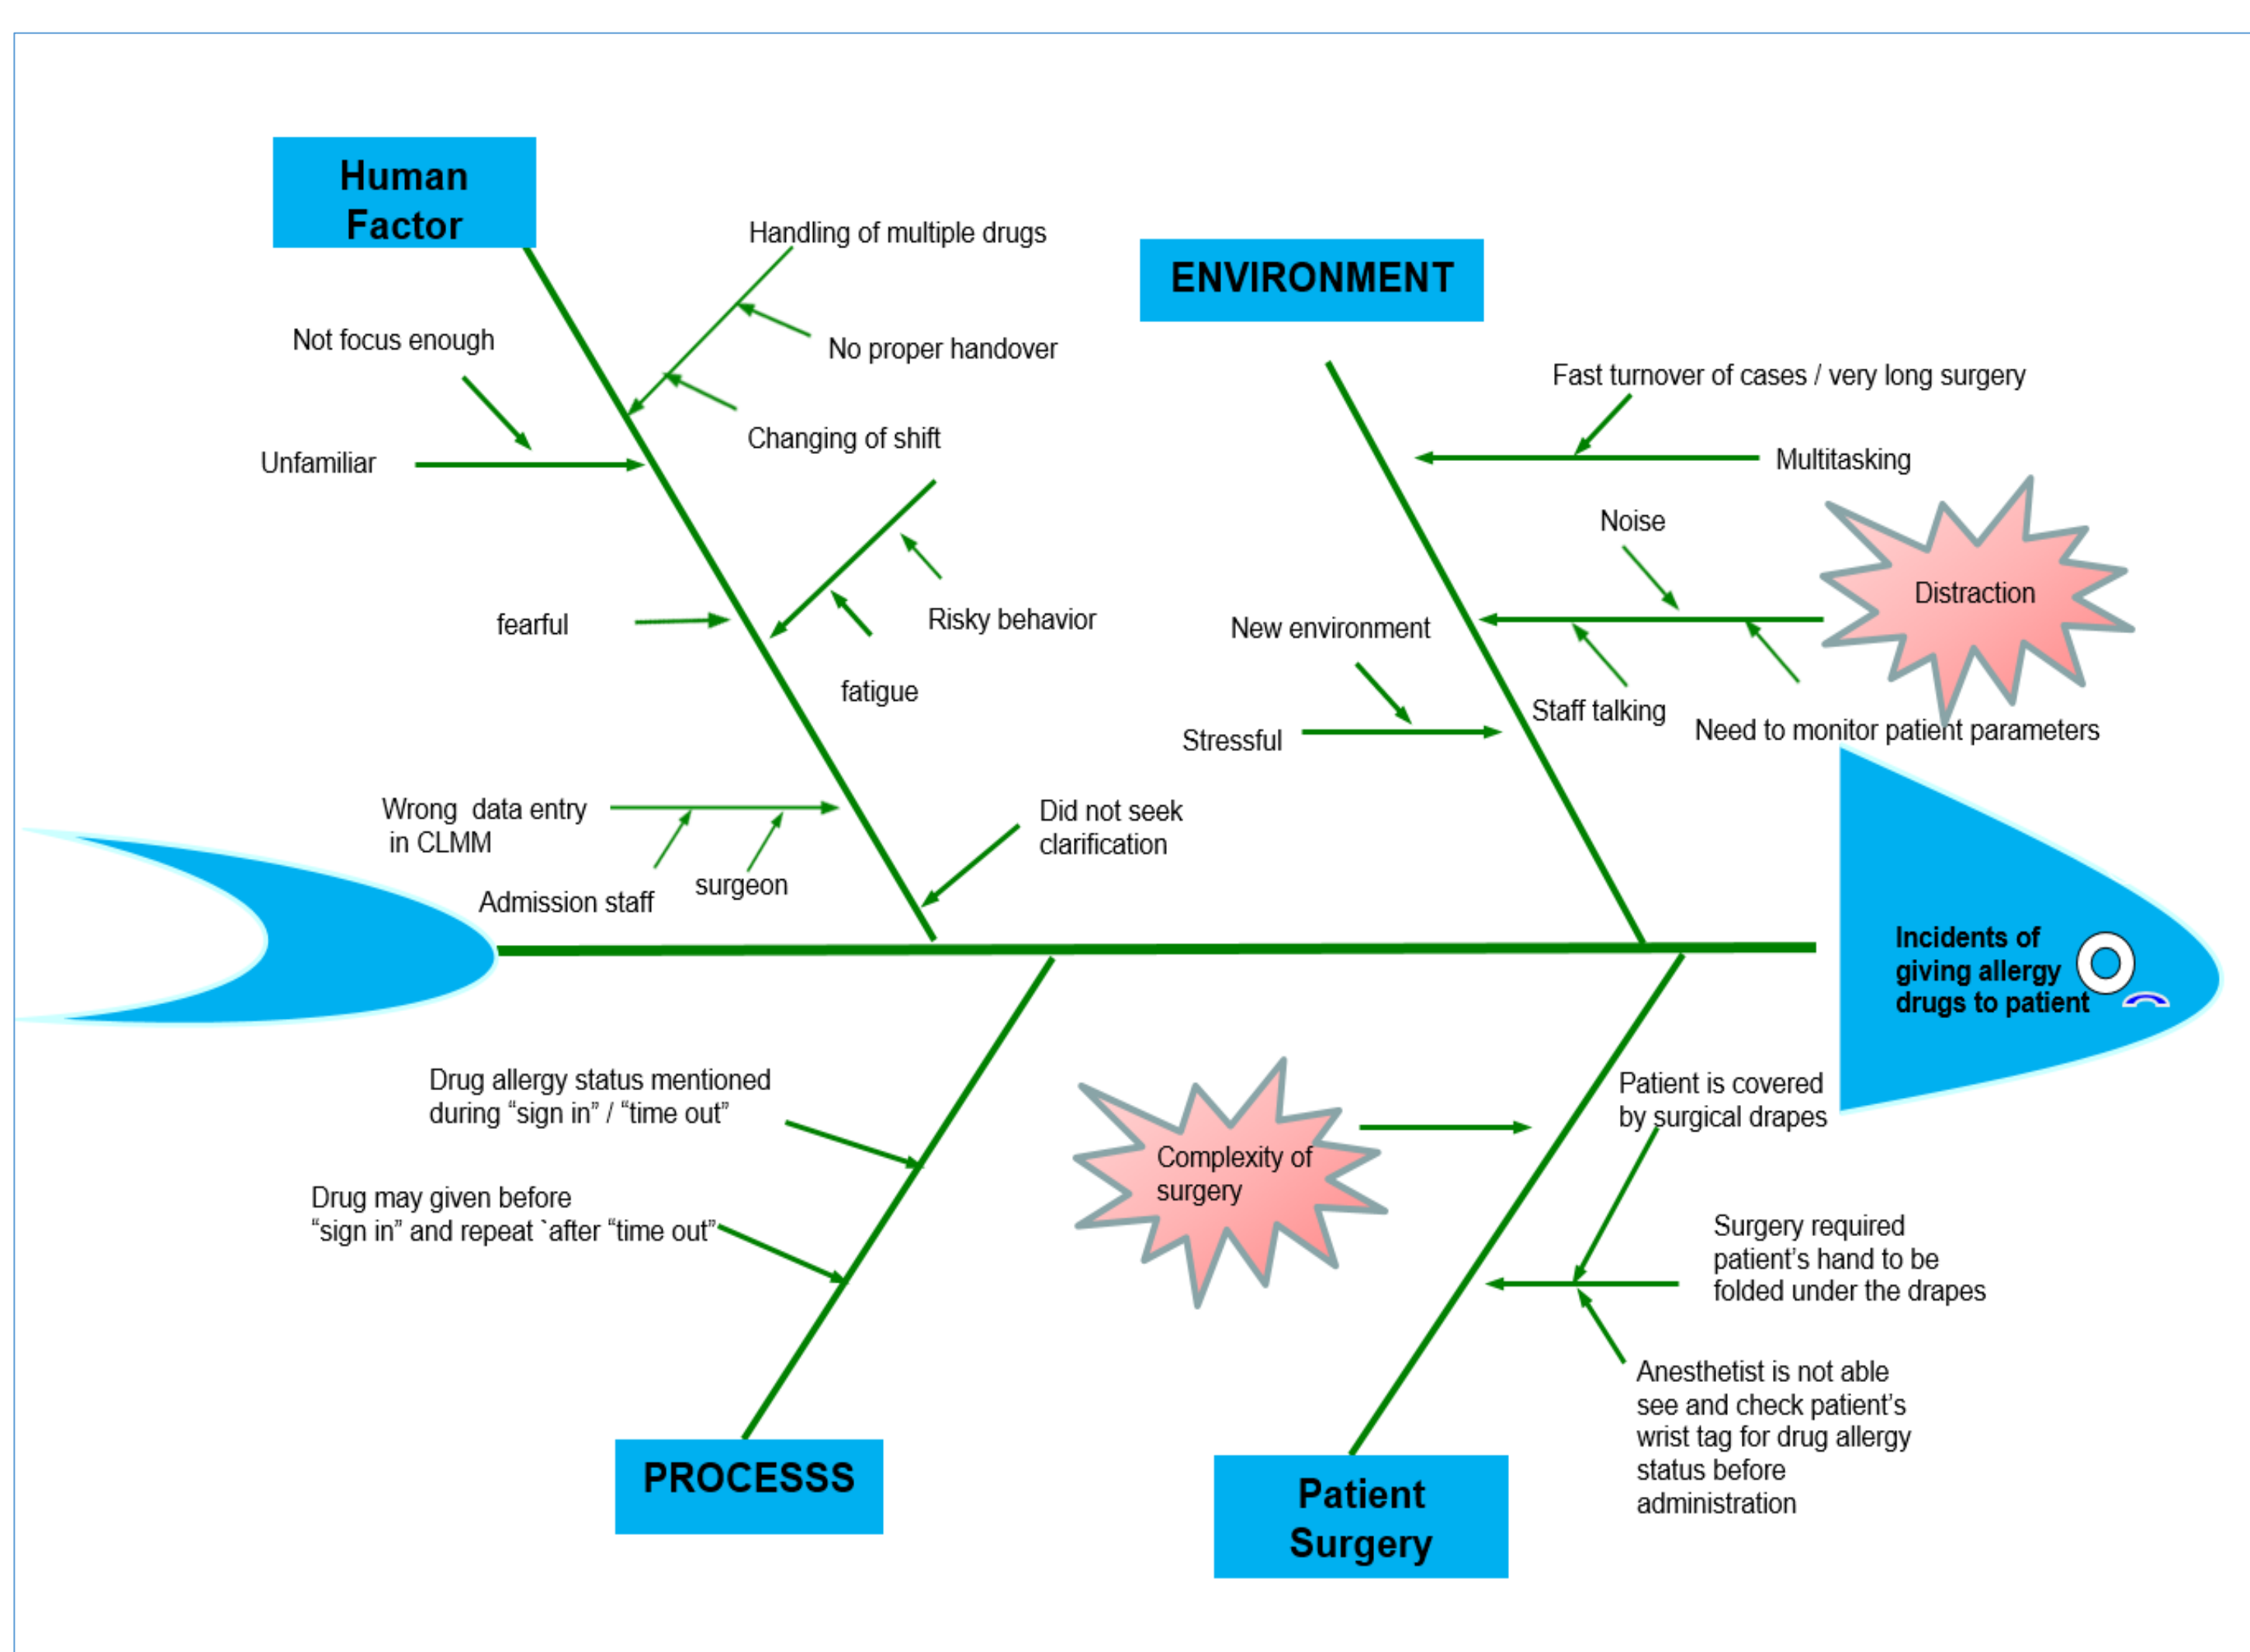 Human
Factor
Handling of multiple drugs
ENVIRONMENT
Not focus enough
No proper handover
Fast turnover of cases / very long surgery
Changing of shift
Unfamiliar
Multitasking
Noise
Distraction
fearful
Risky behavior
New environment
fatigue
Staff talking
Need to monitor patient parameters
Stressful
Wrong  data entry
in CLMM
Did not seek
clarification
Admission staff
surgeon
Incidents of
giving allergy
drugs to patient
Drug allergy status mentioned
during “sign in” / “time out”
Patient is covered
by surgical drapes
Complexity of
surgery
Drug may given before
“sign in” and repeat `after “time out”
Surgery required
patient’s hand to be
folded under the drapes
Anesthetist is not able
see and check patient’s
wrist tag for drug allergy
status before
administration
PROCESSS
Patient
Surgery